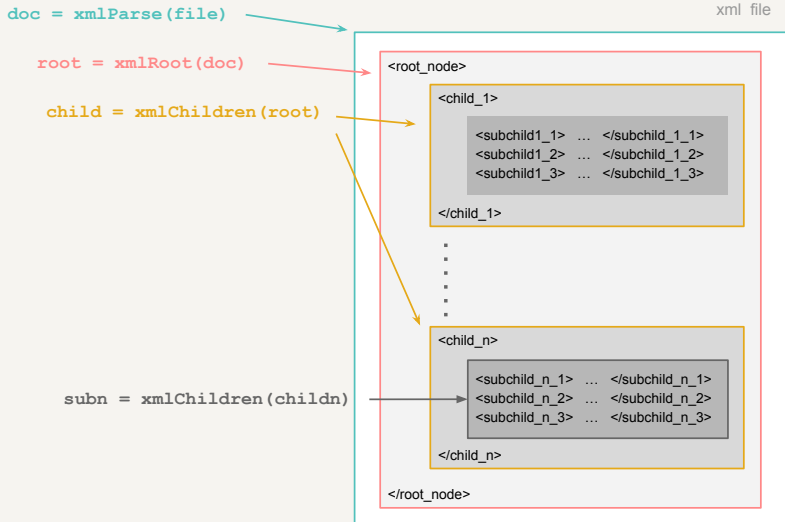 doc = xmlParse(file)
xml file
root = xmlRoot(doc)
<root_node>
child = xmlChildren(root)
<child_1>
<subchild1_1> … </subchild_1_1>
<subchild1_2> … </subchild_1_2>
<subchild1_3> … </subchild_1_3>
</child_1>
<child_n>
<subchild_n_1> … </subchild_n_1>
subn = xmlChildren(childn)
<subchild_n_2> … </subchild_n_2>
<subchild_n_3> … </subchild_n_3>
</child_n>
</root_node>